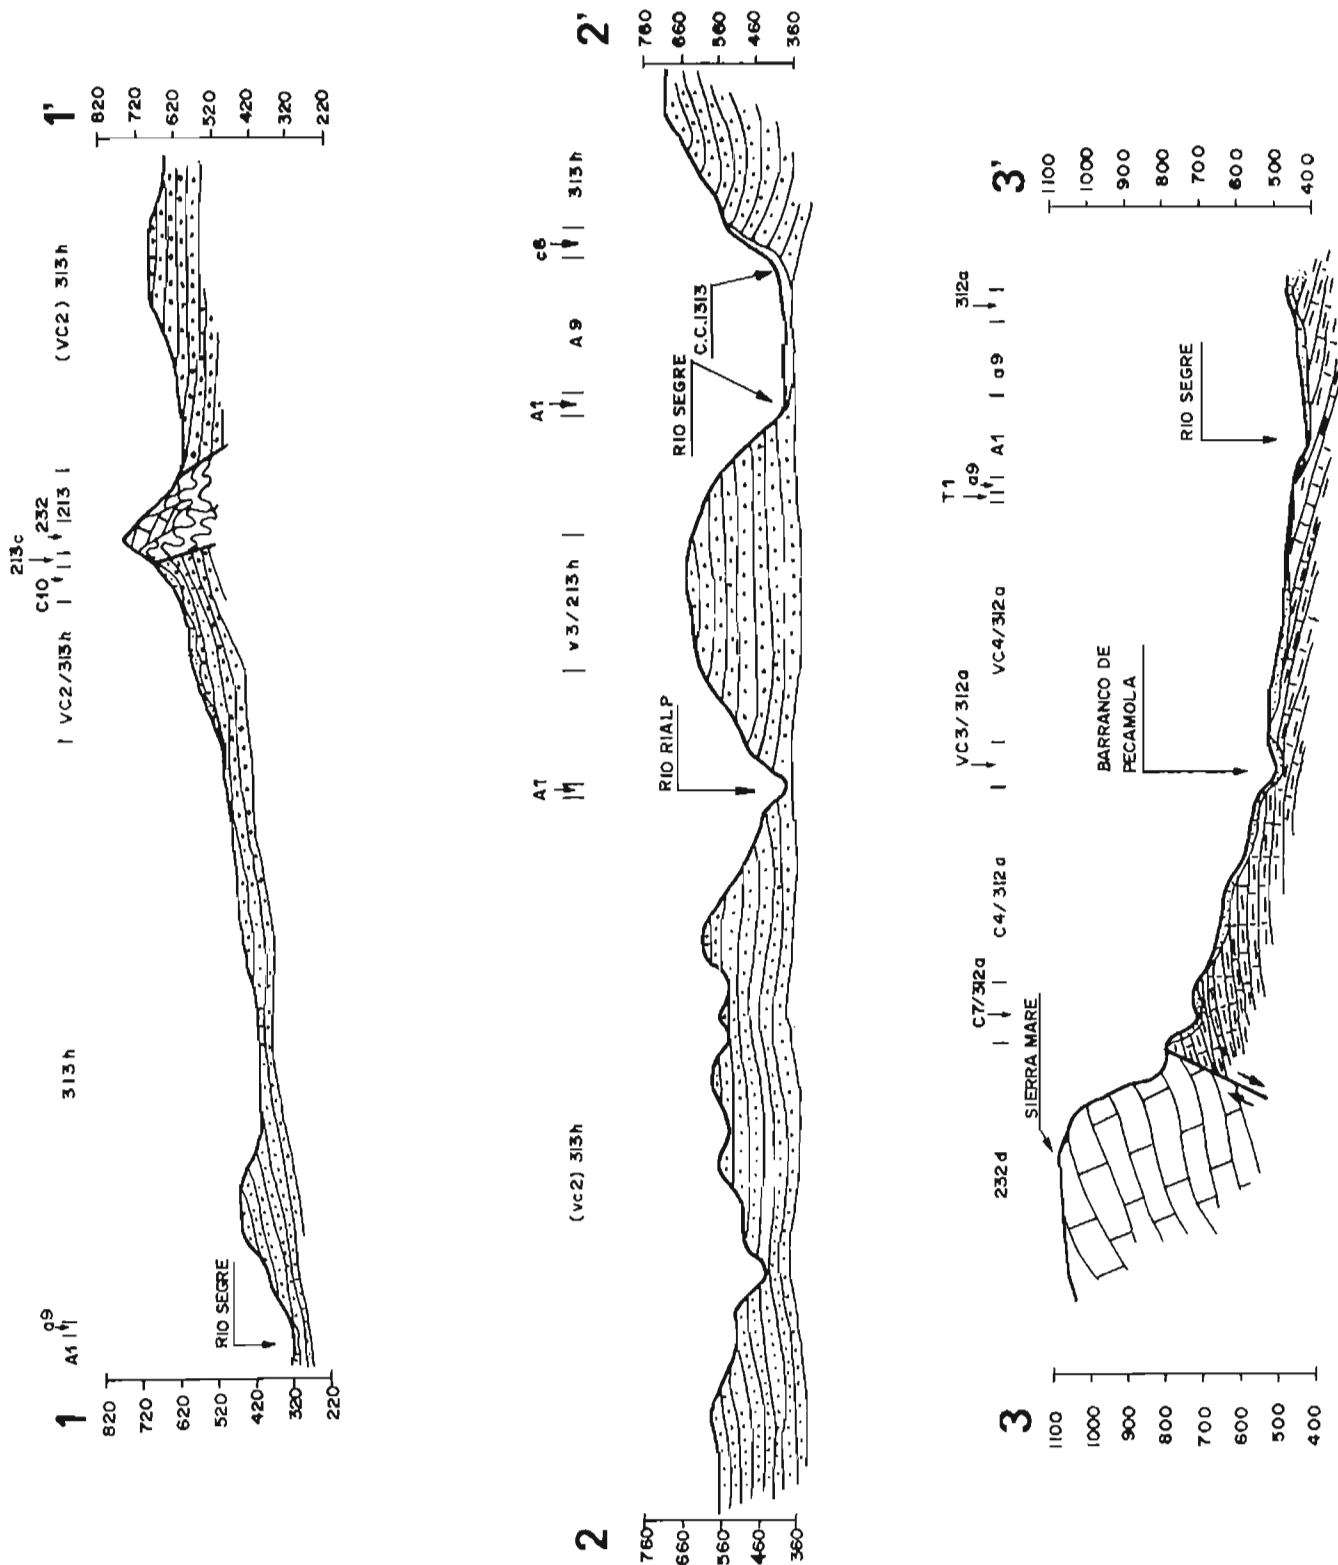 1
820
720
620
520
420
320
220
A1
a9
RIO SEGRE
313h
VC2/313h
C10
213c
232
213
(VC2) 313h
1'
820
720
620
520
420
320
220
2
760
660
560
460
360
(vc2) 313h
A1
RIO RIALP
v3/213h
A1
RIO SEGRE
A9
C.C.1313
c8
313h
2'
760
660
560
460
360
3
1100
1000
900
800
700
600
500
400
232d
SIERRA MARE
C7/312a
C4/312a
VC3/312a
BARRANCO DE
PECAMOLA
VC4/312a
T1
a9
A1
RIO SEGRE
a9
312a
3'
1100
1000
900
800
700
600
500
400